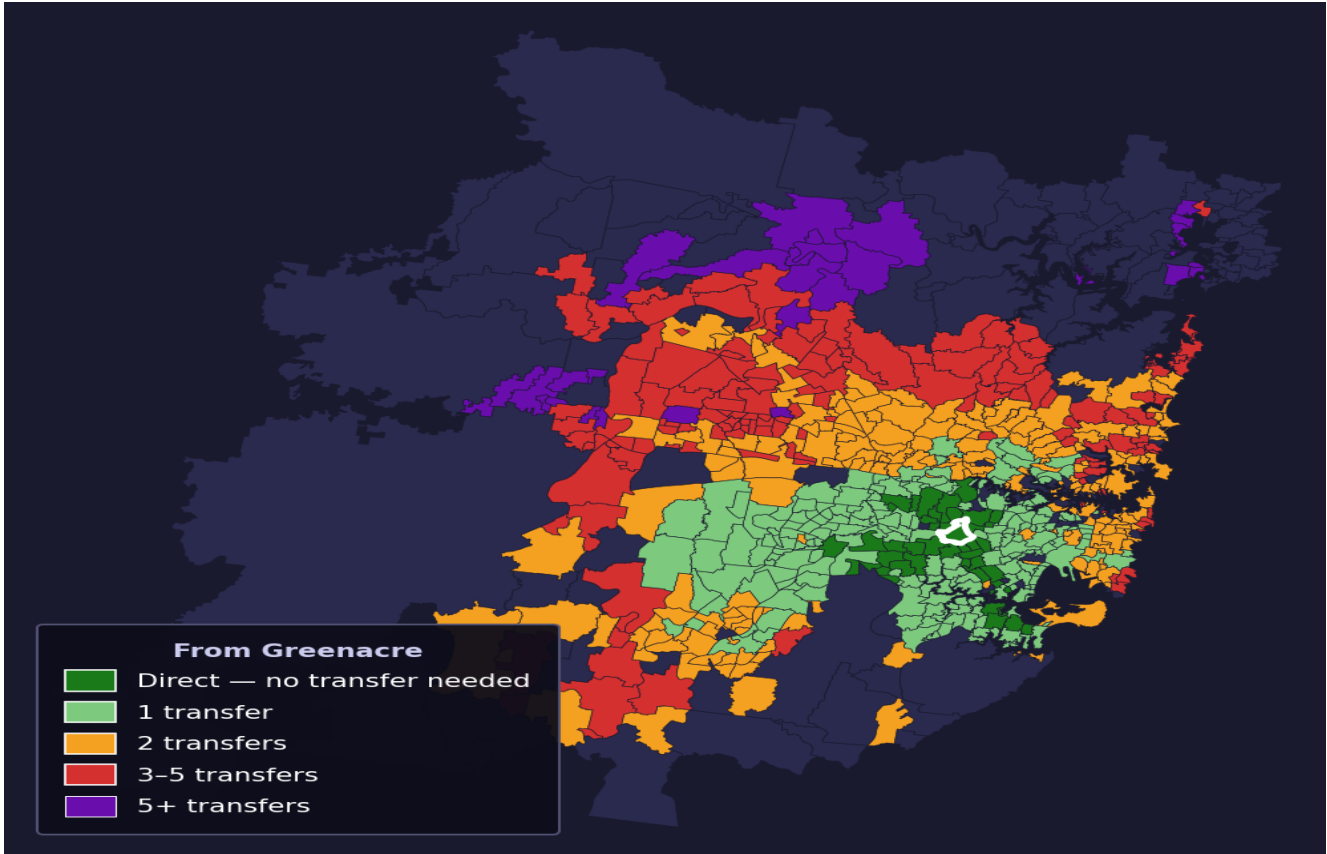 From Greenacre
Direct — no transfer needed
1 transfer
2 transfers
3–5 transfers
5+ transfers